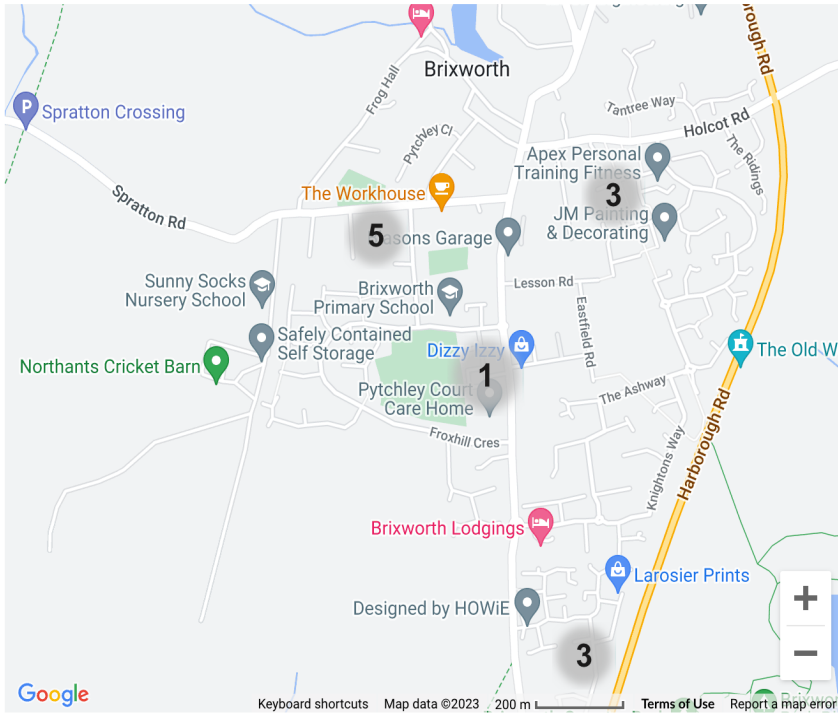 Brixworth
Frog Hall
Pytchley Cl
Tantree Way
Holcot Rd
The Ridings
Harborough Rd
P
Spratton Crossing
Spratton Rd
The Workhouse
Apex Personal
Training Fitness
3
JM Painting
& Decorating
5
asons Garage
Sunny Socks
Nursery School
Brixworth
Primary School
Lesson Rd
Eastfield Rd
Safely Contained
Self Storage
Northants Cricket Barn
Dizzy Izzy
1
Pytchley Court
Care Home
Froxhill Cres
The Ashway
The Old W
Knightons Way
Harborough Rd
Brixworth Lodgings
Larosier Prints
Designed by HOWiE
3
+
−
Google
Brixwor
Keyboard shortcuts Map data ©2023 200 m Terms of Use Report a map error